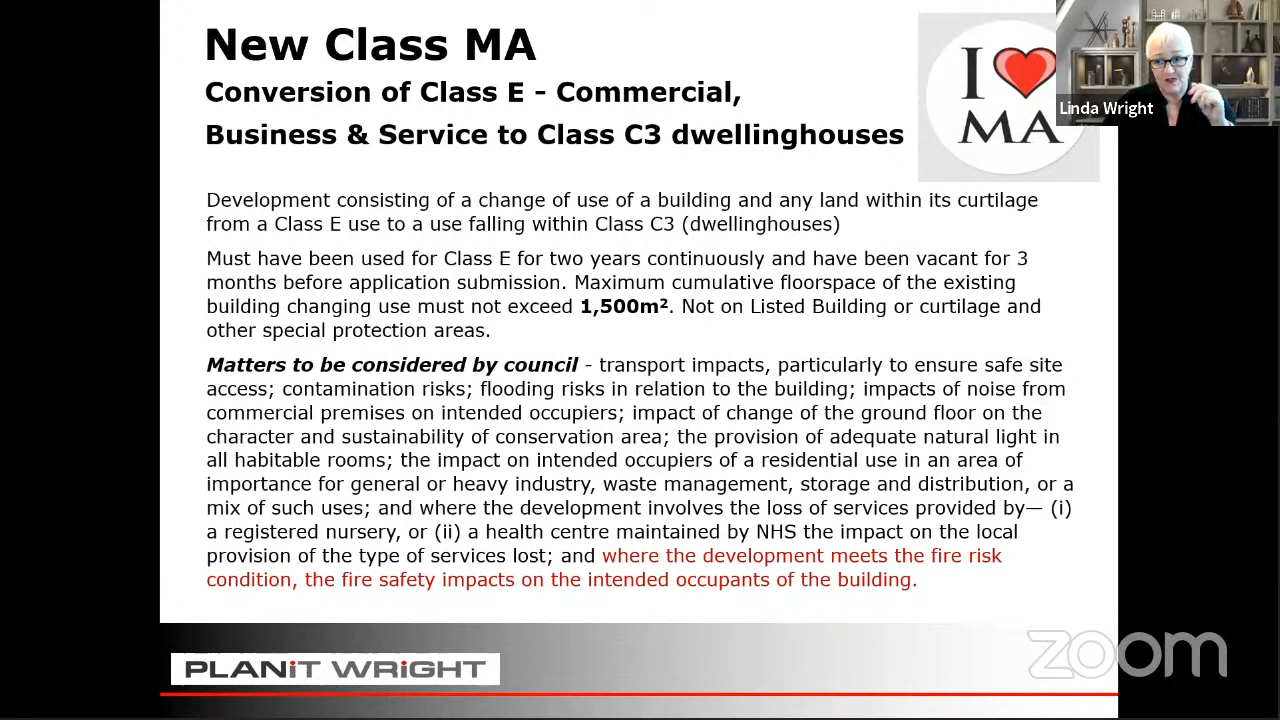 New Class MA
Conversion of Class E - Commercial,
Business & Service to Class C3 dwellinghouses
I
MA
Linda Wright
Development consisting of a change of use of a building and any land within its curtilage
from a Class E use to a use falling within Class C3 (dwellinghouses)
Must have been used for Class E for two years continuously and have been vacant for 3
months before application submission. Maximum cumulative floorspace of the existing
building changing use must not exceed 1,500m². Not on Listed Building or curtilage and
other special protection areas.
Matters to be considered by council - transport impacts, particularly to ensure safe site
access; contamination risks; flooding risks in relation to the building; impacts of noise from
commercial premises on intended occupiers; impact of change of the ground floor on the
character and sustainability of conservation area; the provision of adequate natural light in
all habitable rooms; the impact on intended occupiers of a residential use in an area of
importance for general or heavy industry, waste management, storage and distribution, or a
mix of such uses; and where the development involves the loss of services provided by— (i)
a registered nursery, or (ii) a health centre maintained by NHS the impact on the local
provision of the type of services lost; and where the development meets the fire risk
condition, the fire safety impacts on the intended occupants of the building.
PLANiT WRiGHT
zoom